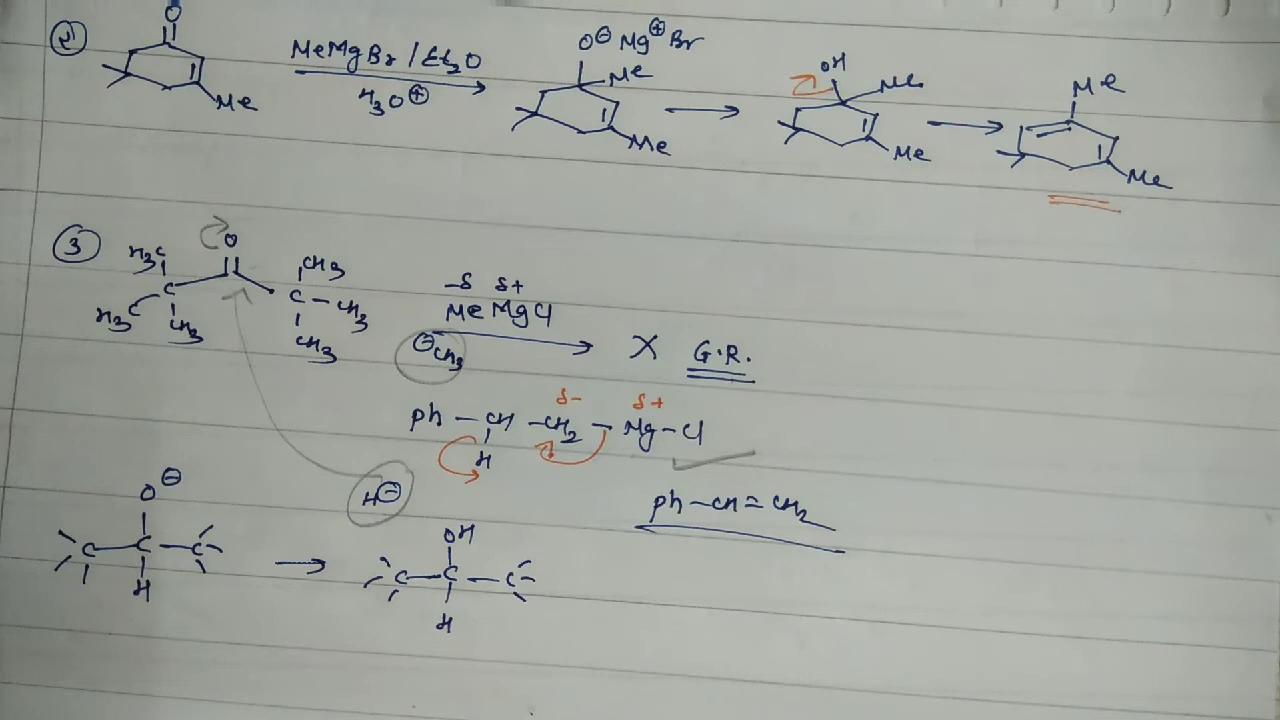 2
O
Me
MeMgBr / Et₂O
H₃O⊕
O⊖ Mg⊕Br
Me
Me
OH
Me
Me
Me
Me
3
O
H₃C
C
H₃C
CH₃
CH₃
C – CH₃
CH₃
–δ δ+
MeMgCl
⊖CH₃
X G.R.
δ– δ+
Ph – CH – CH₂ – Mg – Cl
H
H⊖
Ph – CH = CH₂
O⊖
C – C – C
H
OH
C – C – C
H